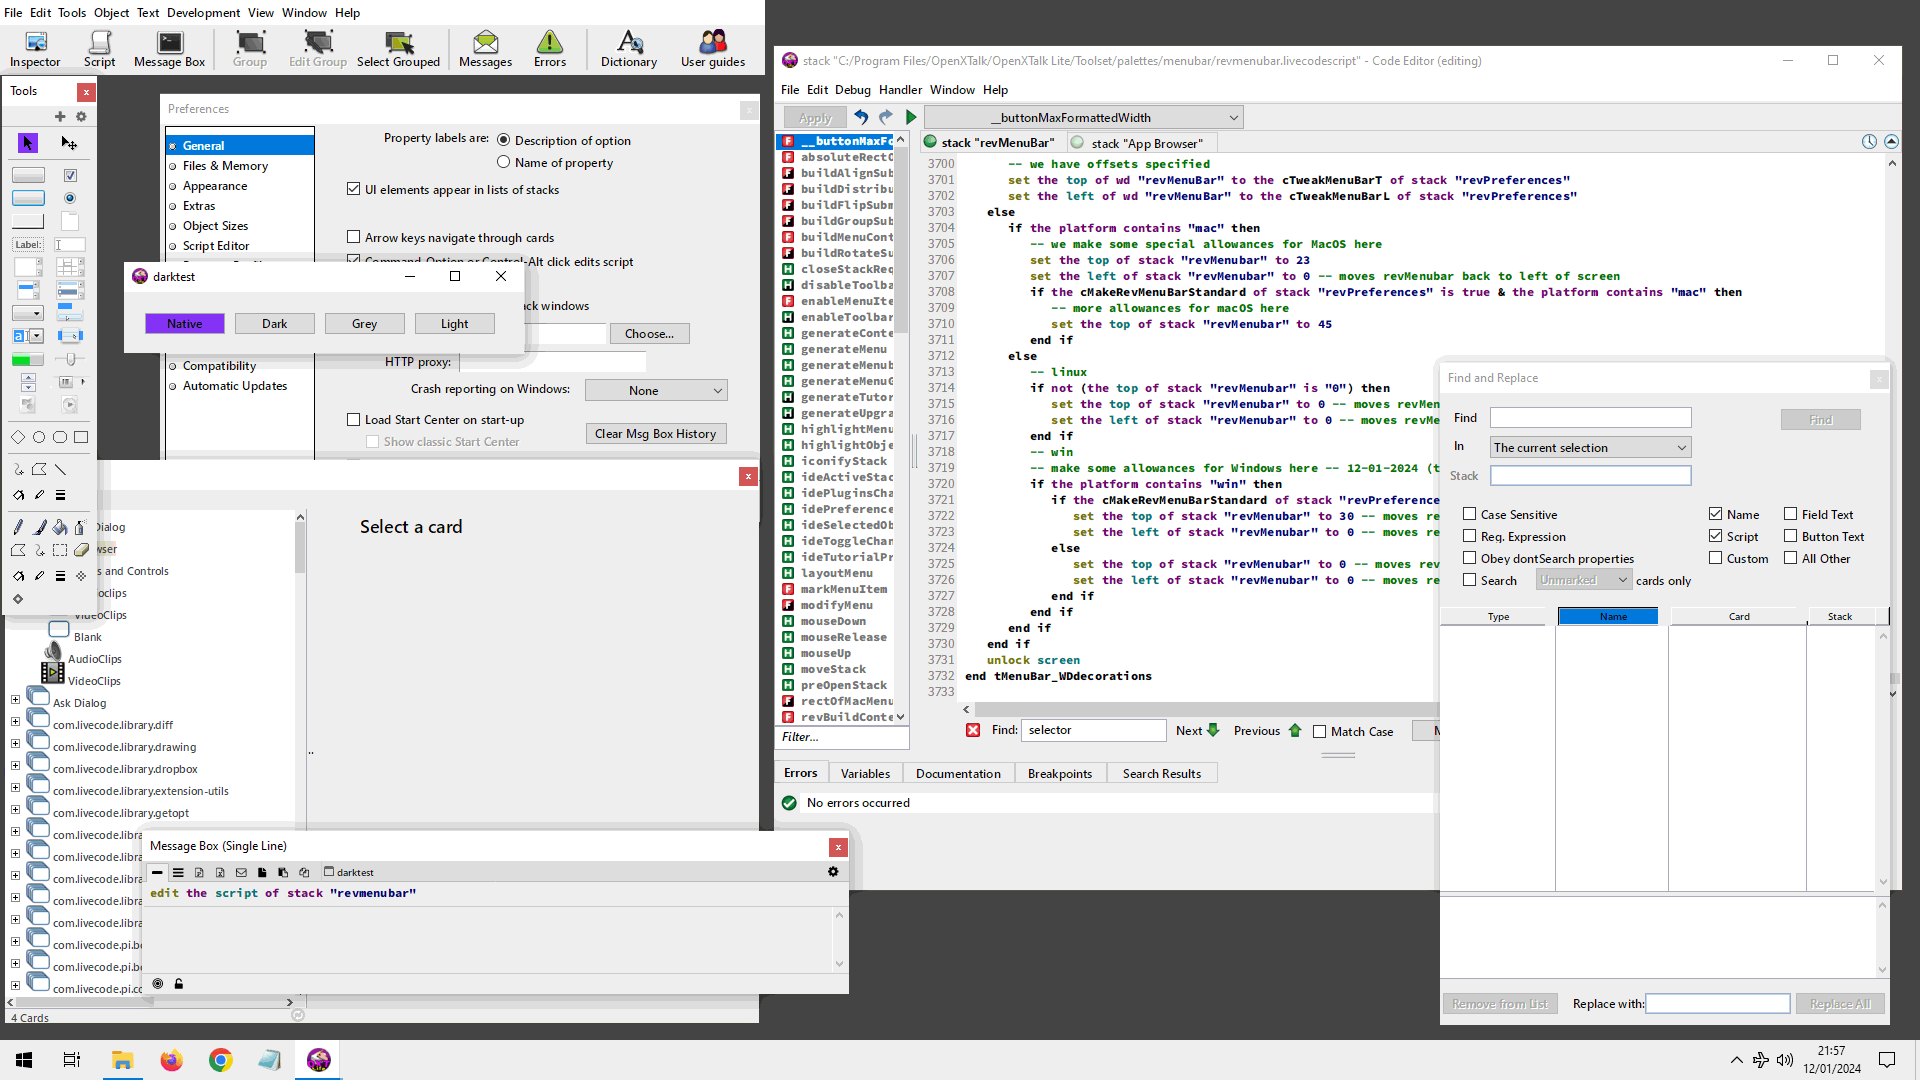 File Edit Tools Object Text Development View Window Help
Inspector Script Message Box Group Edit Group Select Grouped Messages Errors Dictionary User guides
Tools
Label:
Preferences
General
Files & Memory
Appearance
Extras
Object Sizes
Script Editor
Compatibility
Automatic Updates
Property labels are: Description of option
Name of property
UI elements appear in lists of stacks
Arrow keys navigate through cards
Command-Option or Control-Alt click edits script
ck windows
Choose...
HTTP proxy:
Crash reporting on Windows: None
Load Start Center on start-up
Clear Msg Box History
Show classic Start Center
darktest
Native Dark Grey Light
Select a card
Dialog
wser
s and Controls
oclips
VideoClips
Blank
AudioClips
VideoClips
Ask Dialog
com.livecode.library.diff
com.livecode.library.drawing
com.livecode.library.dropbox
com.livecode.library.extension-utils
com.livecode.library.getopt
com.livecode.libra
com.livecode.libra
com.livecode.libra
com.livecode.libra
com.livecode.libra
com.livecode.pi.bo
com.livecode.pi.bo
com.livecode.pi.co
4 Cards
Message Box (Single Line)
darktest
edit the script of stack "revmenubar"
stack "C:/Program Files/OpenXTalk/OpenXTalk Lite/Toolset/palettes/menubar/revmenubar.livecodescript" - Code Editor (editing)
File Edit Debug Handler Window Help
Apply __buttonMaxFormattedWidth
stack "revMenuBar" stack "App Browser"
__buttonMaxFo
absoluteRectO
buildAlignSub
buildDistribu
buildFlipSubm
buildGroupSub
buildMenuCont
buildRotateSu
closeStackReq
disableToolba
enableMenuIte
enableToolbar
generateConte
generateMenu
generateMenub
generateMenuG
generateTutor
generateUpgra
highlightMenu
highlightObje
iconifyStack
ideActiveStac
idePluginsCha
idePreference
ideSelectedOb
ideToggleChan
ideTutorialPr
layoutMenu
markMenuItem
modifyMenu
mouseDown
mouseRelease
mouseUp
moveStack
preOpenStack
rectOfMacMenu
revBuildConte
Filter...
3700 -- we have offsets specified
3701 set the top of wd "revMenuBar" to the cTweakMenuBarT of stack "revPreferences"
3702 set the left of wd "revMenuBar" to the cTweakMenuBarL of stack "revPreferences"
3703 else
3704 if the platform contains "mac" then
3705 -- we make some special allowances for MacOS here
3706 set the top of stack "revMenubar" to 23
3707 set the left of stack "revMenubar" to 0 -- moves revMenubar back to left of screen
3708 if the cMakeRevMenuBarStandard of stack "revPreferences" is true & the platform contains "mac" then
3709 -- more allowances for macOS here
3710 set the top of stack "revMenubar" to 45
3711 end if
3712 else
3713 -- linux
3714 if not (the top of stack "revMenubar" is "0") then
3715 set the top of stack "revMenubar" to 0 -- moves revMen
3716 set the left of stack "revMenubar" to 0 -- moves revMe
3717 end if
3718 -- win
3719 -- make some allowances for Windows here -- 12-01-2024 (t
3720 if the platform contains "win" then
3721 if the cMakeRevMenuBarStandard of stack "revPreference
3722 set the top of stack "revMenubar" to 30 -- moves re
3723 set the left of stack "revMenubar" to 0 -- moves re
3724 else
3725 set the top of stack "revMenubar" to 0 -- moves rev
3726 set the left of stack "revMenubar" to 0 -- moves re
3727 end if
3728 end if
3729 end if
3730 end if
3731 unlock screen
3732 end tMenuBar_WDdecorations
3733
Find: selector Next Previous Match Case
Errors Variables Documentation Breakpoints Search Results
No errors occurred
Find and Replace
Find Find
In The current selection
Stack
Case Sensitive Name Field Text
Reg. Expression Script Button Text
Obey dontSearch properties Custom All Other
Search Unmarked cards only
Type Name Card Stack
Remove from List Replace with: Replace All
21:57
12/01/2024